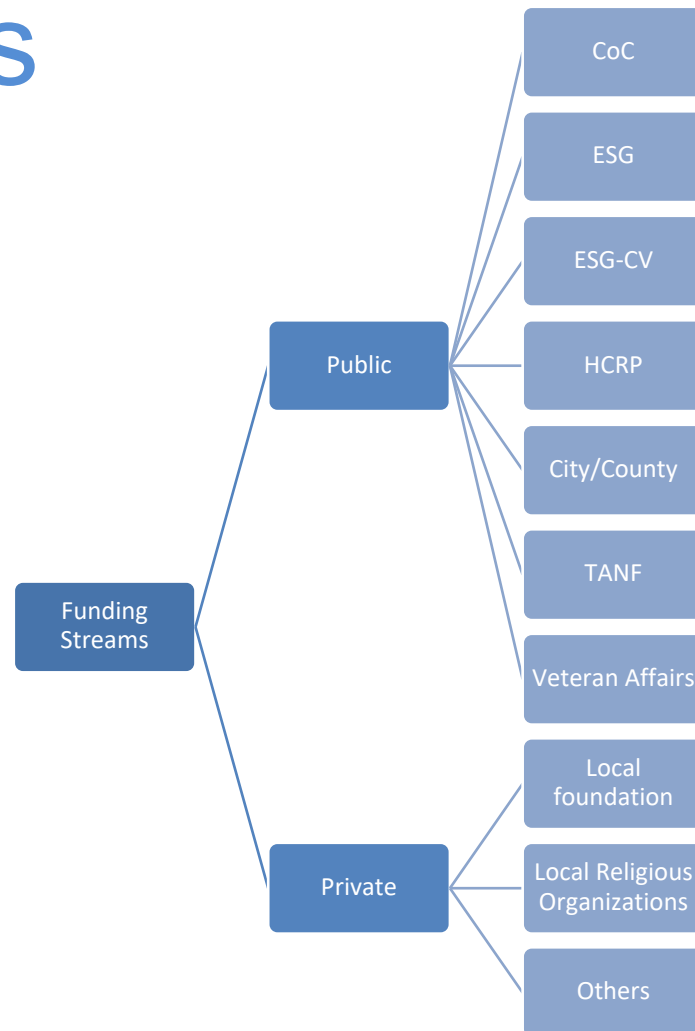 s
CoC
ESG
ESG-CV
HCRP
City/County
TANF
Veteran Affairs
Public
Funding
Streams
Local
foundation
Local Religious
Organizations
Others
Private